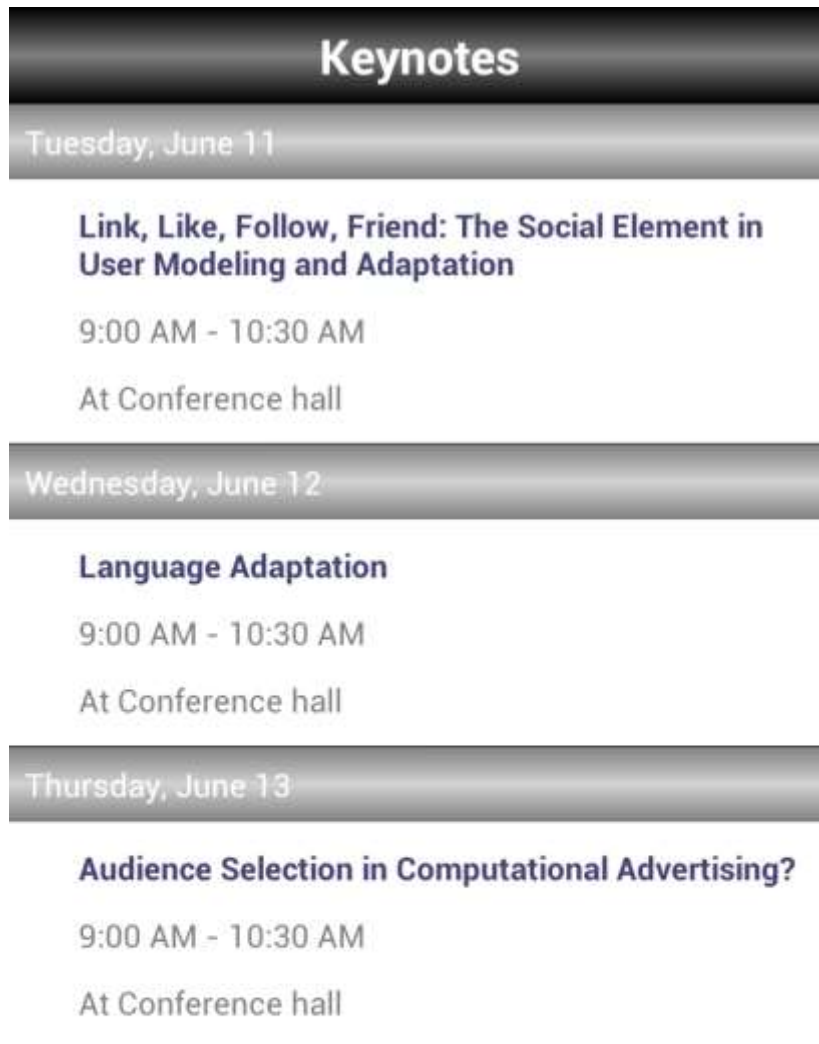 Keynotes
Tuesday, June 11
Link, Like, Follow, Friend: The Social Element in
User Modeling and Adaptation
9:00 AM - 10:30 AM
At Conference hall
Wednesday, June 12
Language Adaptation
9:00 AM - 10:30 AM
At Conference hall
Thursday, June 13
Audience Selection in Computational Advertising?
9:00 AM - 10:30 AM
At Conference hall